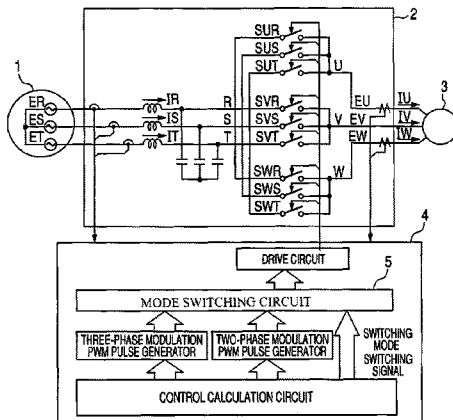 2
1
3
SUR
SUS
SUT
U
ER
ES
ET
IR
IS
IT
R
S
T
SVR
SVS
SVT
V
EU
EV
EW
IU
IV
IW
SWR
SWS
SWT
W
4
DRIVE CIRCUIT
5
MODE SWITCHING CIRCUIT
THREE-PHASE MODULATION
PWM PULSE GENERATOR
TWO-PHASE MODULATION
PWM PULSE GENERATOR
SWITCHING
MODE
SWITCHING
SIGNAL
CONTROL CALCULATION CIRCUIT